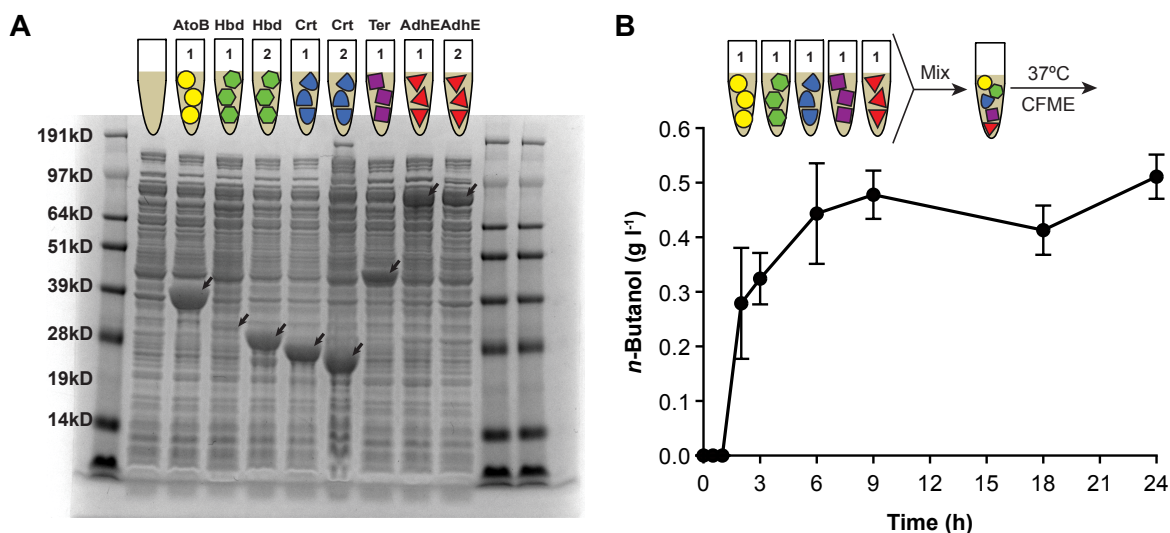 A
AtoB Hbd Hbd Crt Crt Ter AdhE AdhE
1 1 2 1 2 1 1 2
191kD
97kD
64kD
51kD
39kD
28kD
19kD
14kD
B
1 1 1 1 1
Mix
37ºC
CFME
n-Butanol (g l⁻¹)
0.6
0.5
0.4
0.3
0.2
0.1
0.0
0 3 6 9 12 15 18 21 24
Time (h)